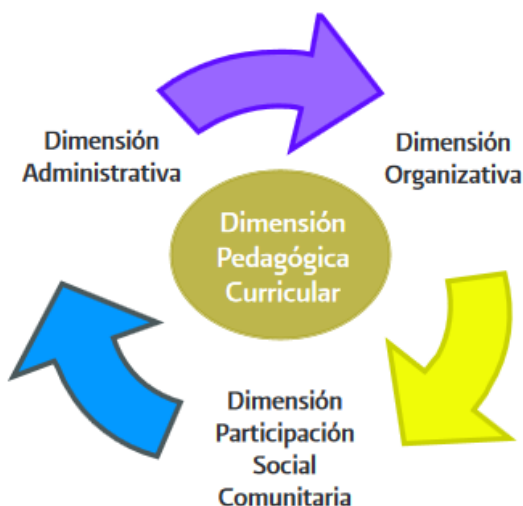 Dimensión
Administrativa
Dimensión
Organizativa
Dimensión
Pedagógica
Curricular
Dimensión
Participación
Social
Comunitaria